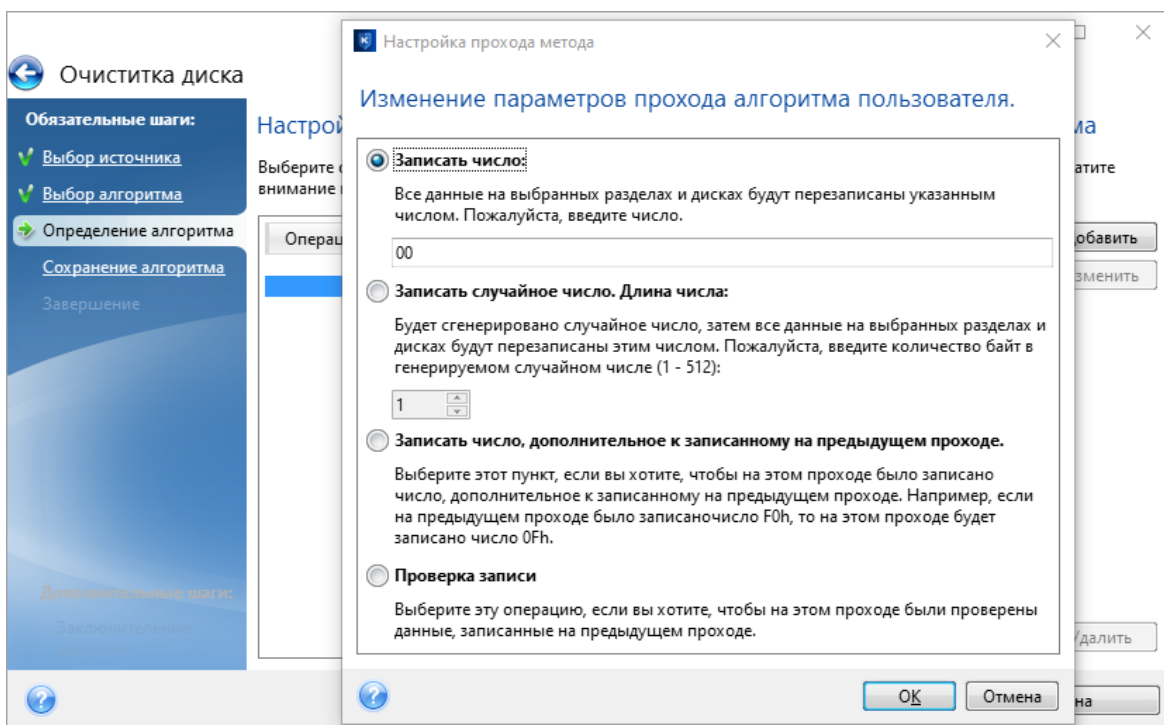 Настройка прохода метода
Очиститка диска
Изменение параметров прохода алгоритма пользователя.
Обязательные шаги:
Выбор источника
Выбор алгоритма
Определение алгоритма
Сохранение алгоритма
Завершение
Дополнительные шаги:
Заключительные
Настрой
Выберите
внимание
Операц
Записать число:
Все данные на выбранных разделах и дисках будут перезаписаны указанным
числом. Пожалуйста, введите число.
00
Записать случайное число. Длина числа:
Будет сгенерировано случайное число, затем все данные на выбранных разделах и
дисках будут перезаписаны этим числом. Пожалуйста, введите количество байт в
генерируемом случайном числе (1 - 512):
1
Записать число, дополнительное к записанному на предыдущем проходе.
Выберите этот пункт, если вы хотите, чтобы на этом проходе было записано
число, дополнительное к записанному на предыдущем проходе. Например, если
на предыдущем проходе было записаночисло F0h, то на этом проходе будет
записано число 0Fh.
Проверка записи
Выберите эту операцию, если вы хотите, чтобы на этом проходе были проверены
данные, записанные на предыдущем проходе.
OK
Отмена
ма
атите
обавить
зменить
далить
на